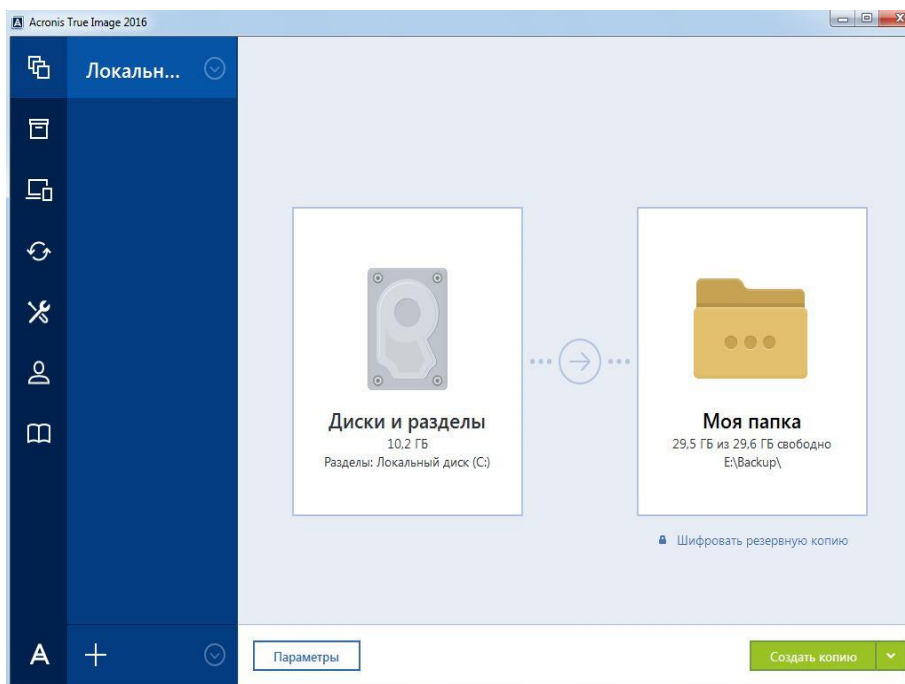 Acronis True Image 2016
Локальн...
Диски и разделы
10,2 ГБ
Разделы: Локальный диск (C:)
Моя папка
29,5 ГБ из 29,6 ГБ свободно
E:\Backup\
Шифровать резервную копию
Параметры
Создать копию